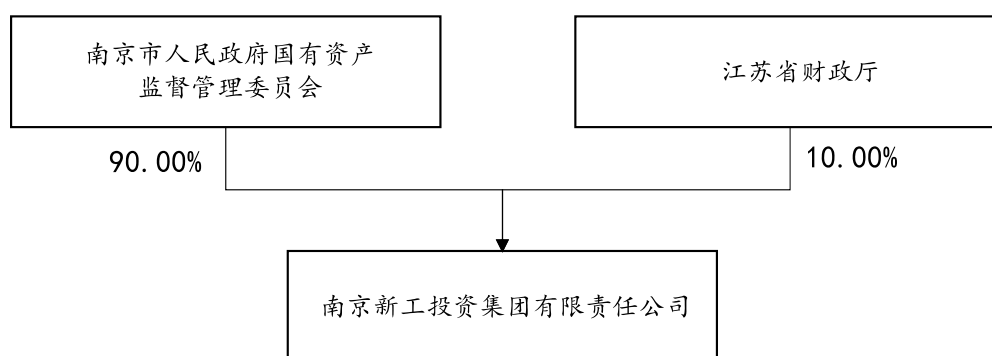 南京市人民政府国有资产
监督管理委员会
江苏省财政厅
90.00%
10.00%
南京新工投资集团有限责任公司